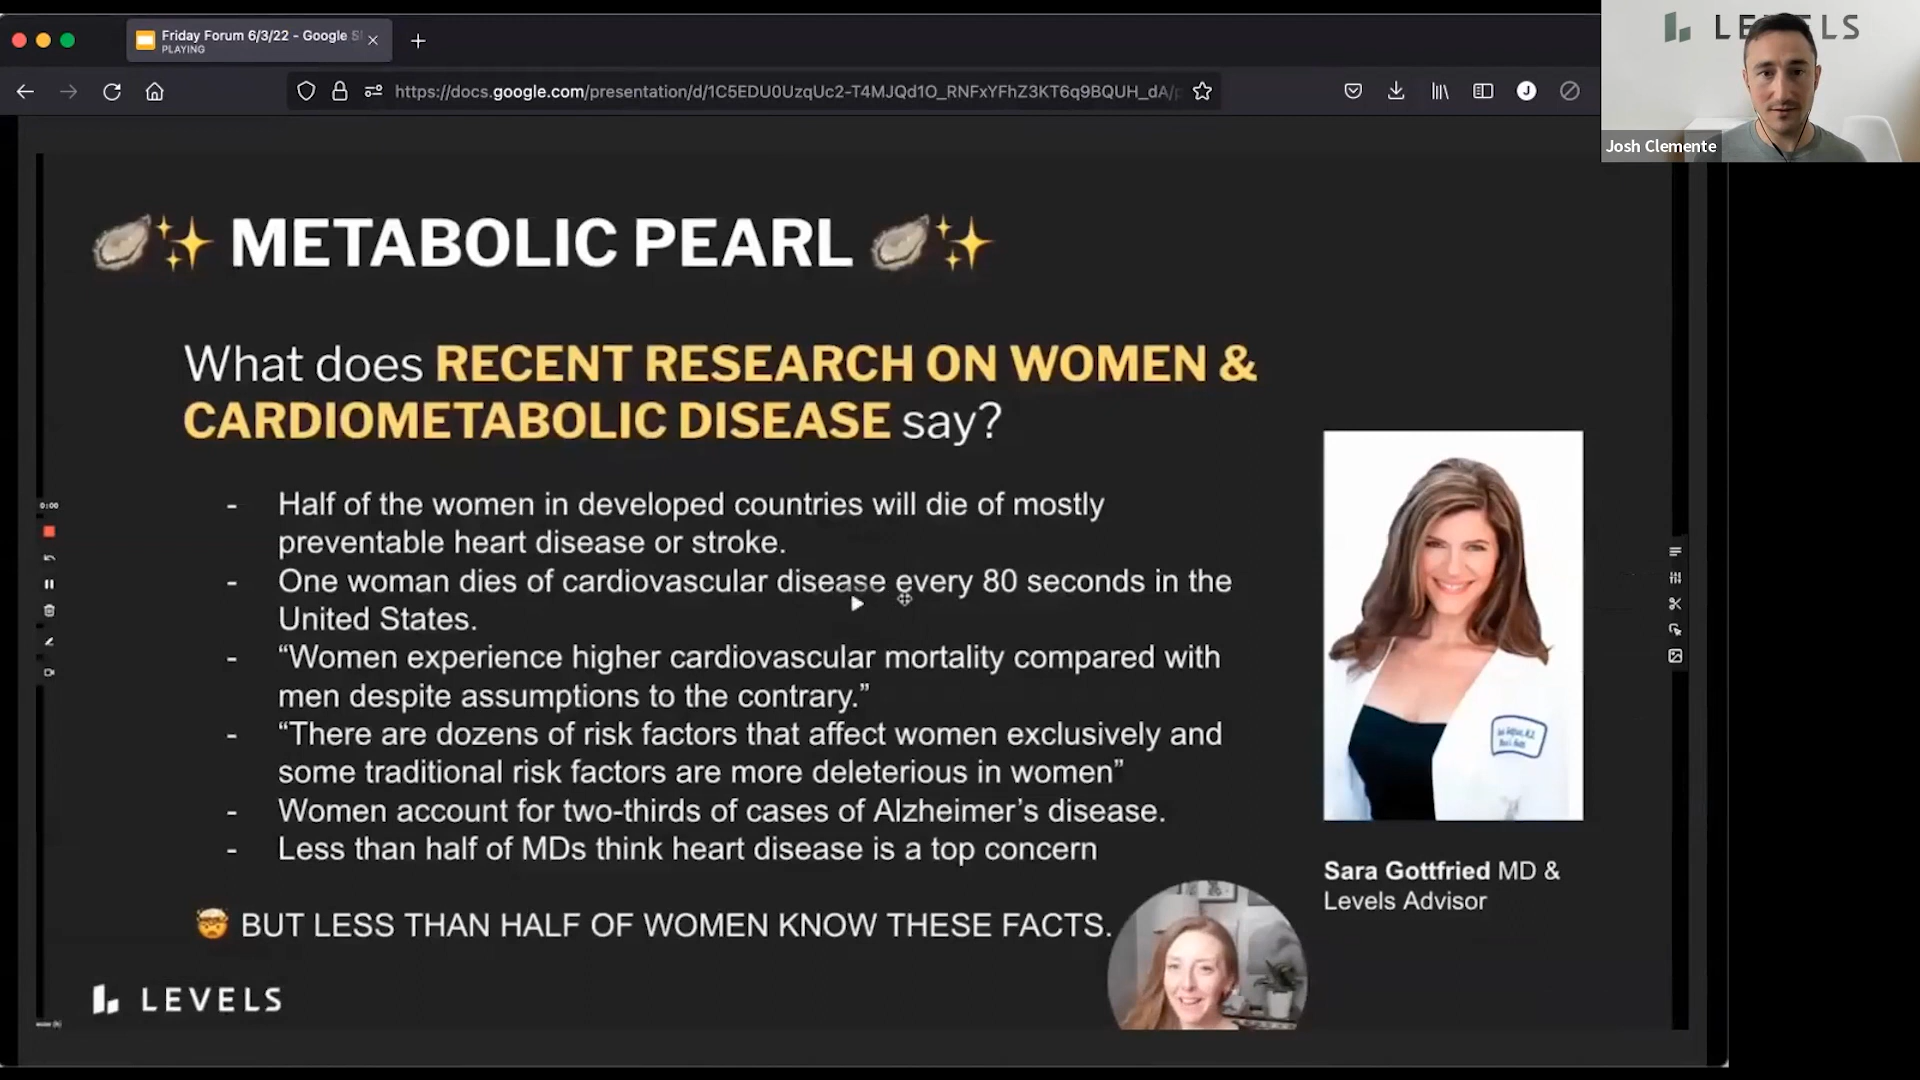 Friday Forum 6/3/22 - Google S
PLAYING
https://docs.google.com/presentation/d/1C5EDU0UzqUc2-T4MJQd1O_RNFxYFhZ3KT6q9BQUH_dA/p
J
LEVELS
Josh Clemente
METABOLIC PEARL
What does RECENT RESEARCH ON WOMEN &
CARDIOMETABOLIC DISEASE say?
0:00
- Half of the women in developed countries will die of mostly
preventable heart disease or stroke.
- One woman dies of cardiovascular disease every 80 seconds in the
United States.
- “Women experience higher cardiovascular mortality compared with
men despite assumptions to the contrary.”
- “There are dozens of risk factors that affect women exclusively and
some traditional risk factors are more deleterious in women”
- Women account for two-thirds of cases of Alzheimer’s disease.
- Less than half of MDs think heart disease is a top concern
BUT LESS THAN HALF OF WOMEN KNOW THESE FACTS.
Sara Gottfried MD &
Levels Advisor
LEVELS